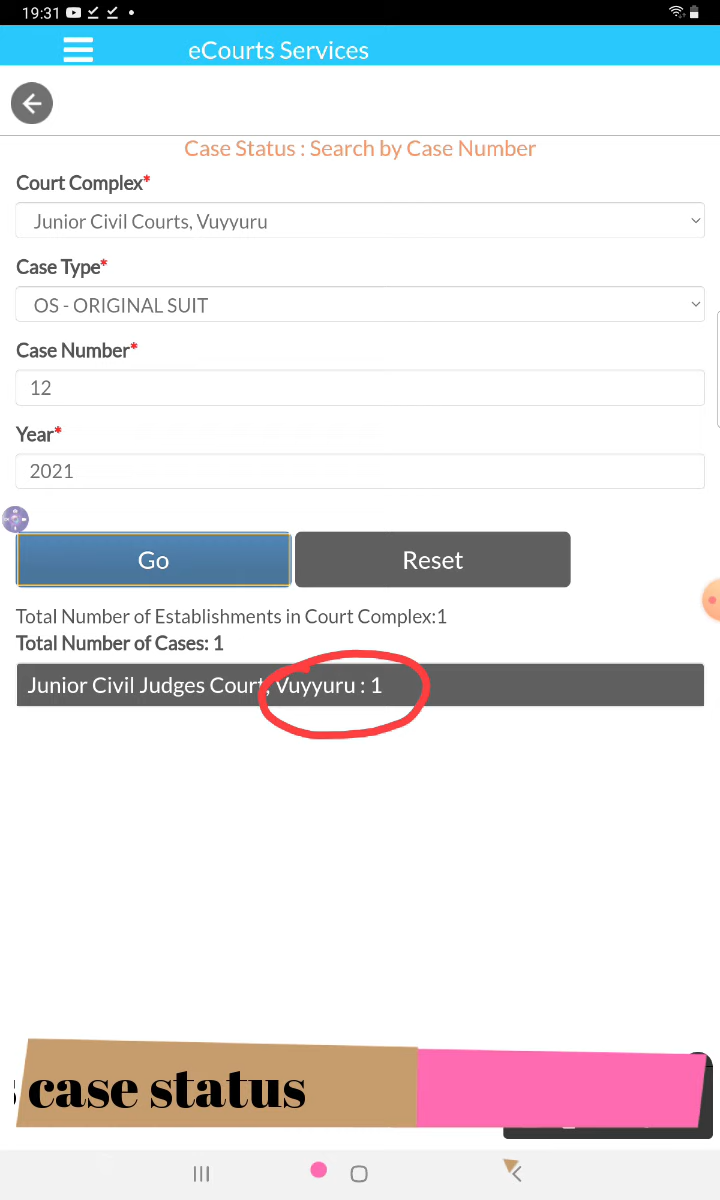 19:31
eCourts Services
Case Status : Search by Case Number
Court Complex*
Junior Civil Courts, Vuyyuru
Case Type*
OS - ORIGINAL SUIT
Case Number*
12
Year*
2021
Go
Reset
Total Number of Establishments in Court Complex:1
Total Number of Cases: 1
Junior Civil Judges Court, Vuyyuru : 1
case status